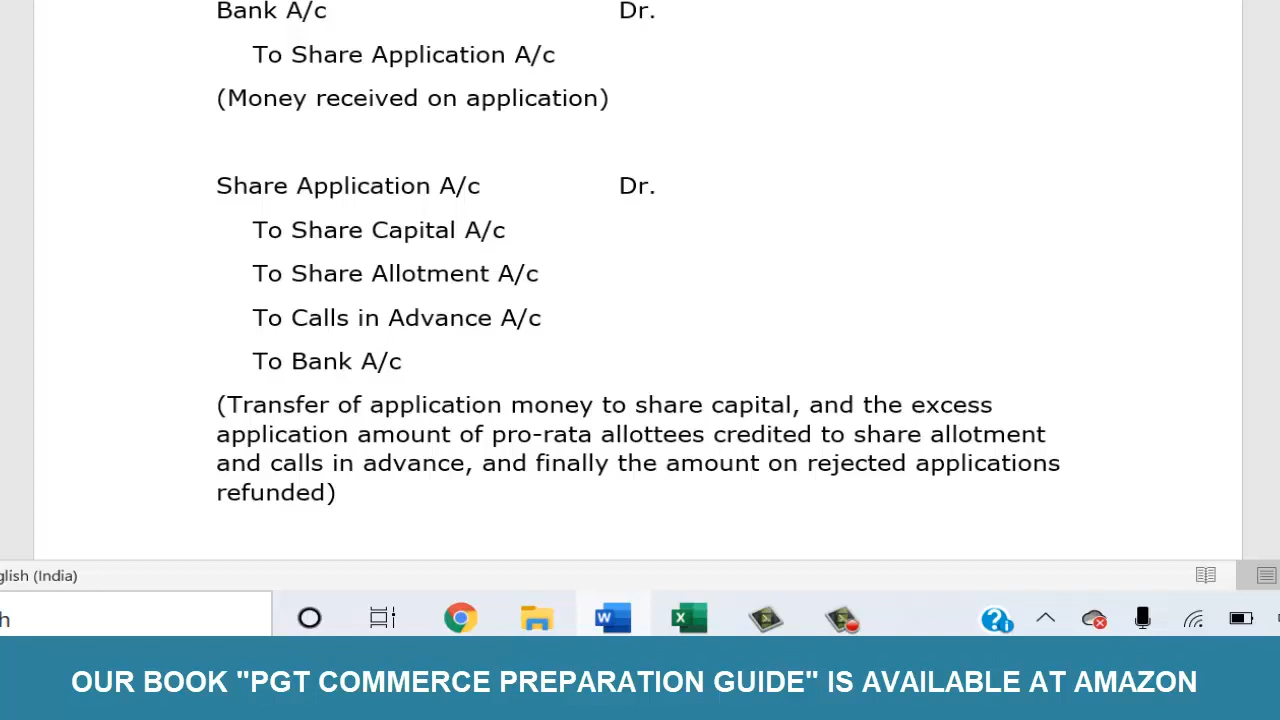 Bank A/c Dr.
To Share Application A/c
(Money received on application)
Share Application A/c Dr.
To Share Capital A/c
To Share Allotment A/c
To Calls in Advance A/c
To Bank A/c
(Transfer of application money to share capital, and the excess
application amount of pro-rata allottees credited to share allotment
and calls in advance, and finally the amount on rejected applications
refunded)
glish (India)
h
OUR BOOK "PGT COMMERCE PREPARATION GUIDE" IS AVAILABLE AT AMAZON